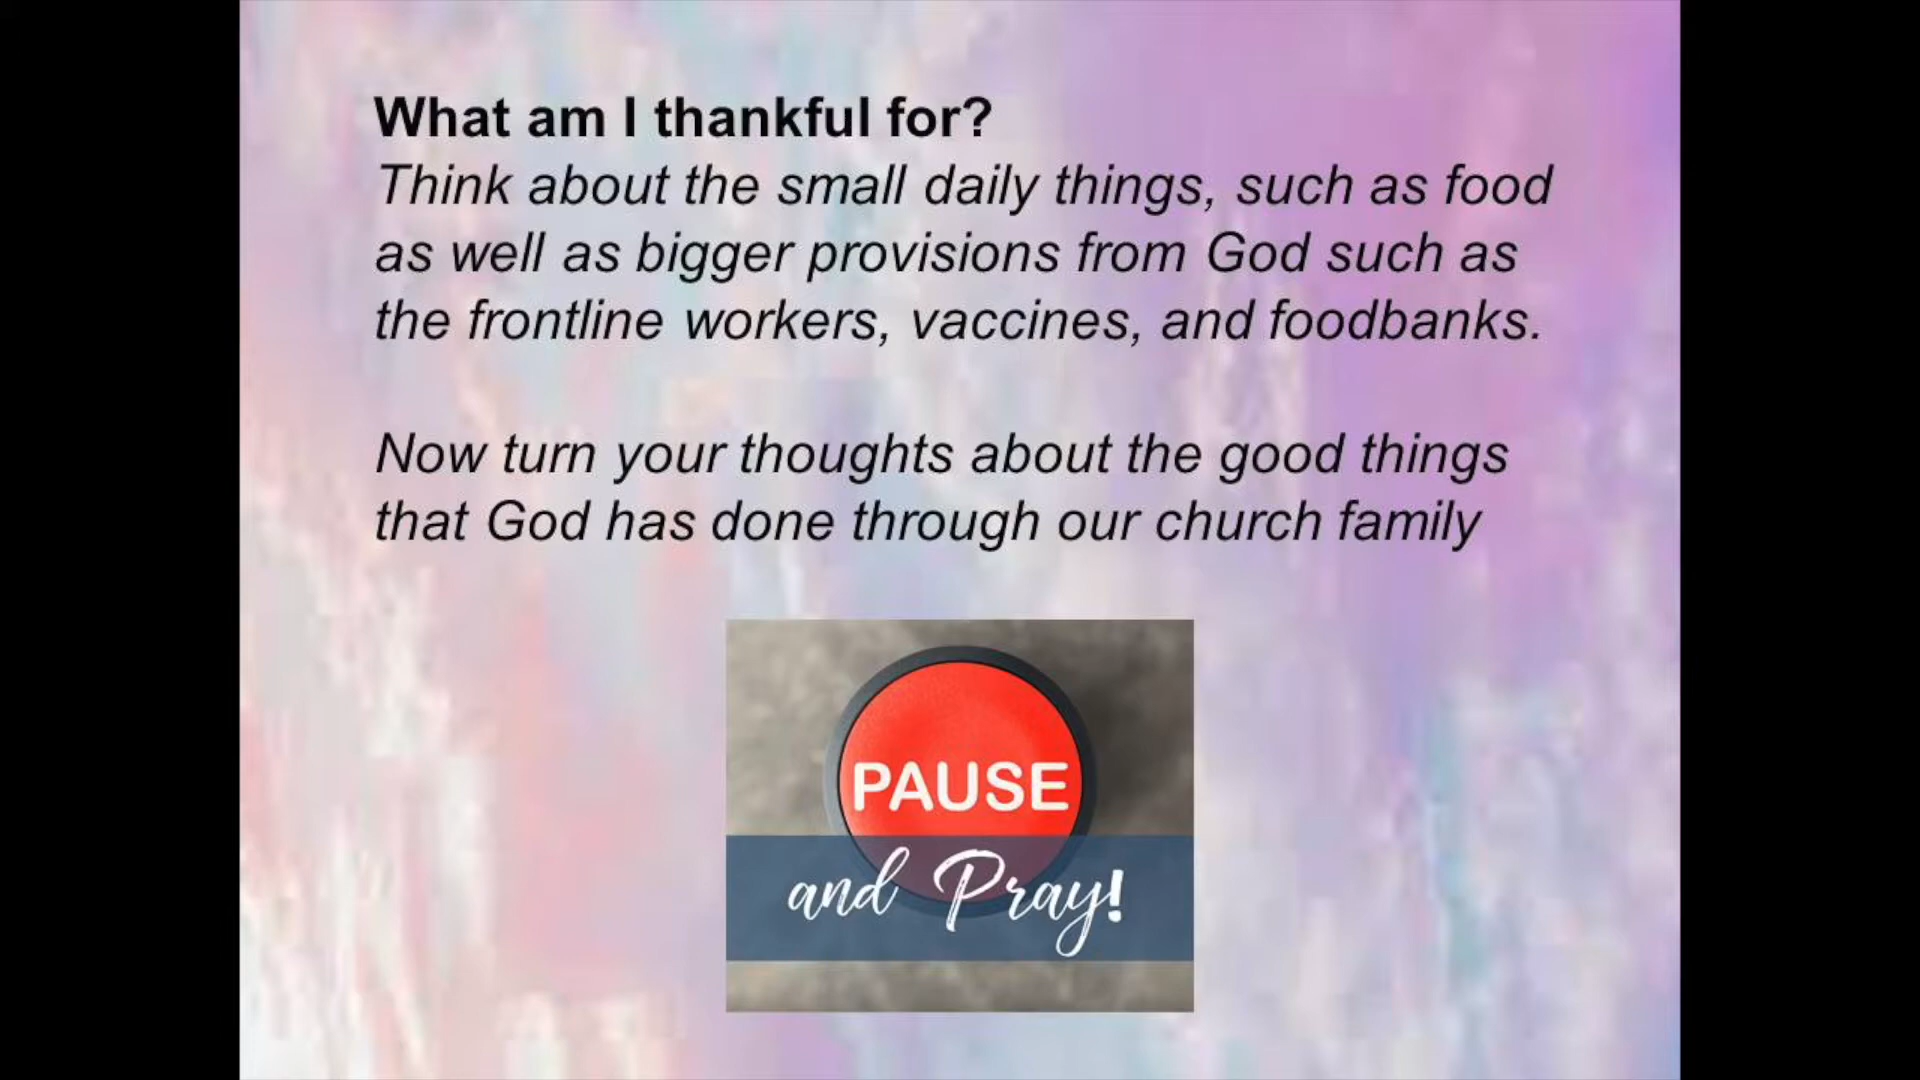 What am I thankful for?
Think about the small daily things, such as food
as well as bigger provisions from God such as
the frontline workers, vaccines, and foodbanks.
Now turn your thoughts about the good things
that God has done through our church family
PAUSE
and Pray!